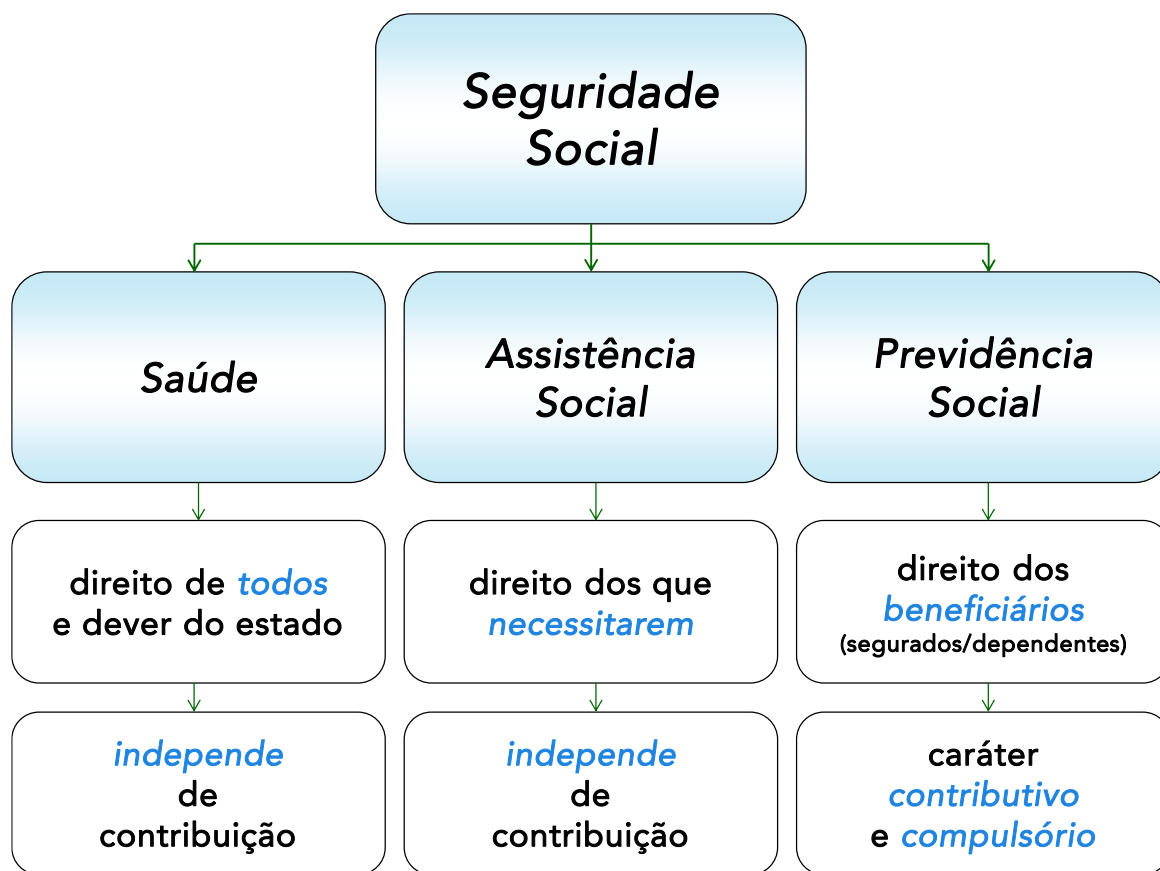 Seguridade
Social
Saúde
Assistência
Social
Previdência
Social
direito de todos
e dever do estado
direito dos que
necessitarem
direito dos
beneficiários
(segurados/dependentes)
independe
de
contribuição
independe
de
contribuição
caráter
contributivo
e compulsório